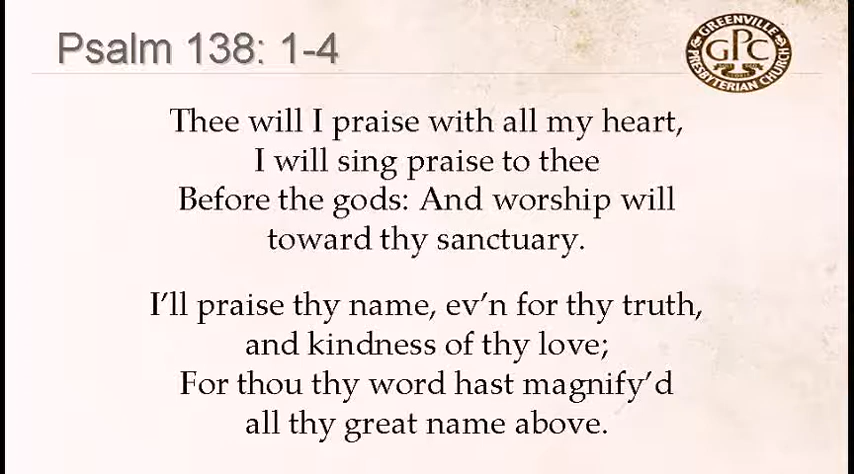 Psalm 138: 1-4
GREENVILLE
GPC
PRESBYTERIAN CHURCH
Thee will I praise with all my heart,
I will sing praise to thee
Before the gods: And worship will
toward thy sanctuary.
I'll praise thy name, ev'n for thy truth,
and kindness of thy love;
For thou thy word hast magnify'd
all thy great name above.